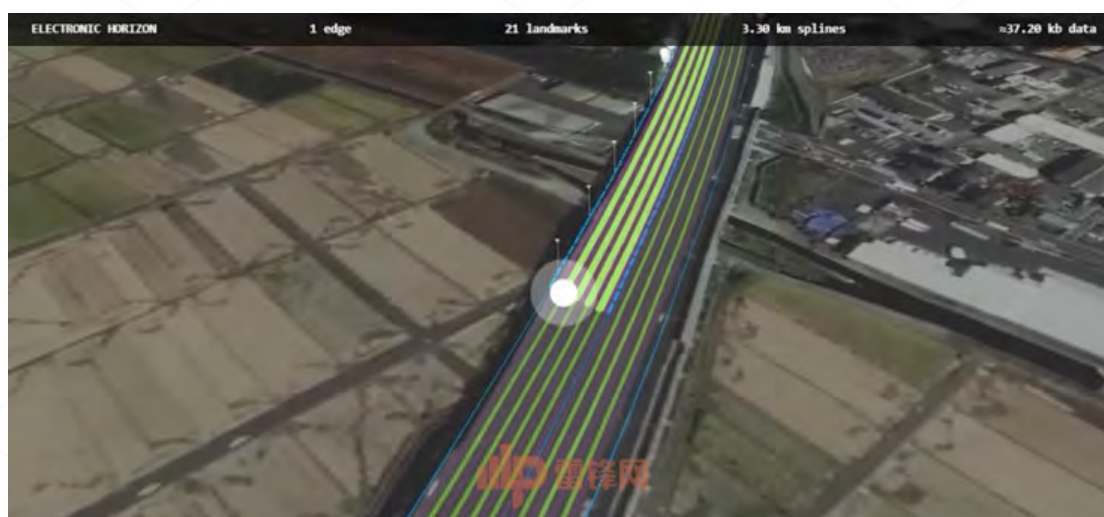 ELECTRONIC HORIZON 1 edge 21 landmarks 3.30 km splines ≈37.20 kb data
雷锋网